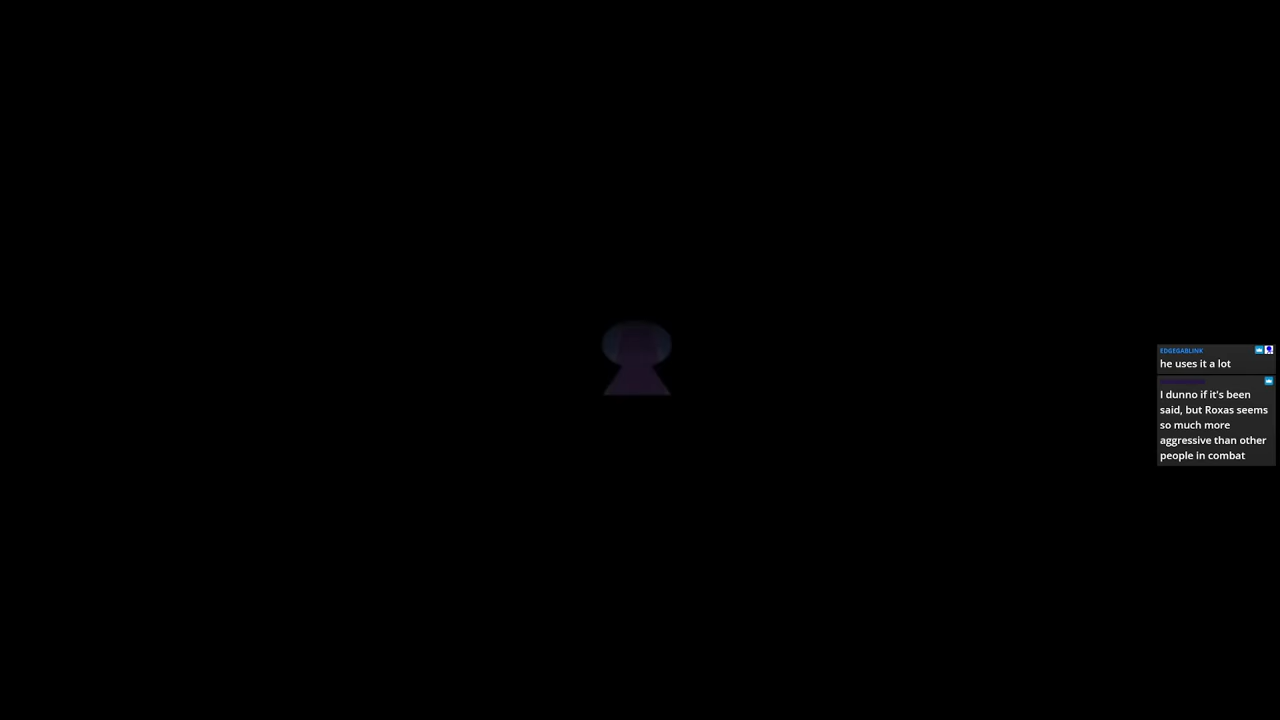 EDGEGABLINK
he uses it a lot
I dunno if it's been
said, but Roxas seems
so much more
aggressive than other
people in combat